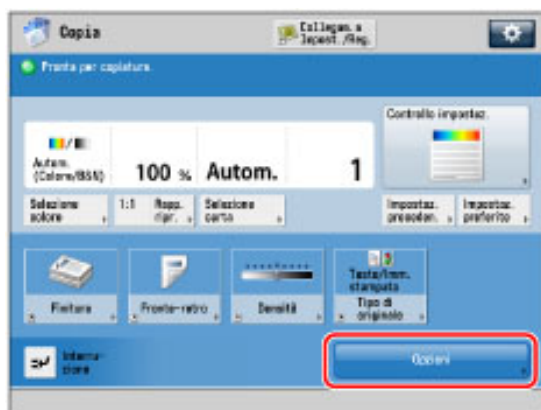 Copia
Collegam. a
Impost./Reg.
Pronta per copiatura.
Controllo impostaz.
Autom.
(Colore/B&N)
100 %
Autom.
1
Selezione
colore
1:1
Rapp.
ripr.
Selezione
carta
Impostaz.
preceden.
Impostaz.
preferite
Finitura
Fronte-retro
Densità
Testo/Imm.
stampata
Tipo di
originale
Interru-
zione
Opzioni